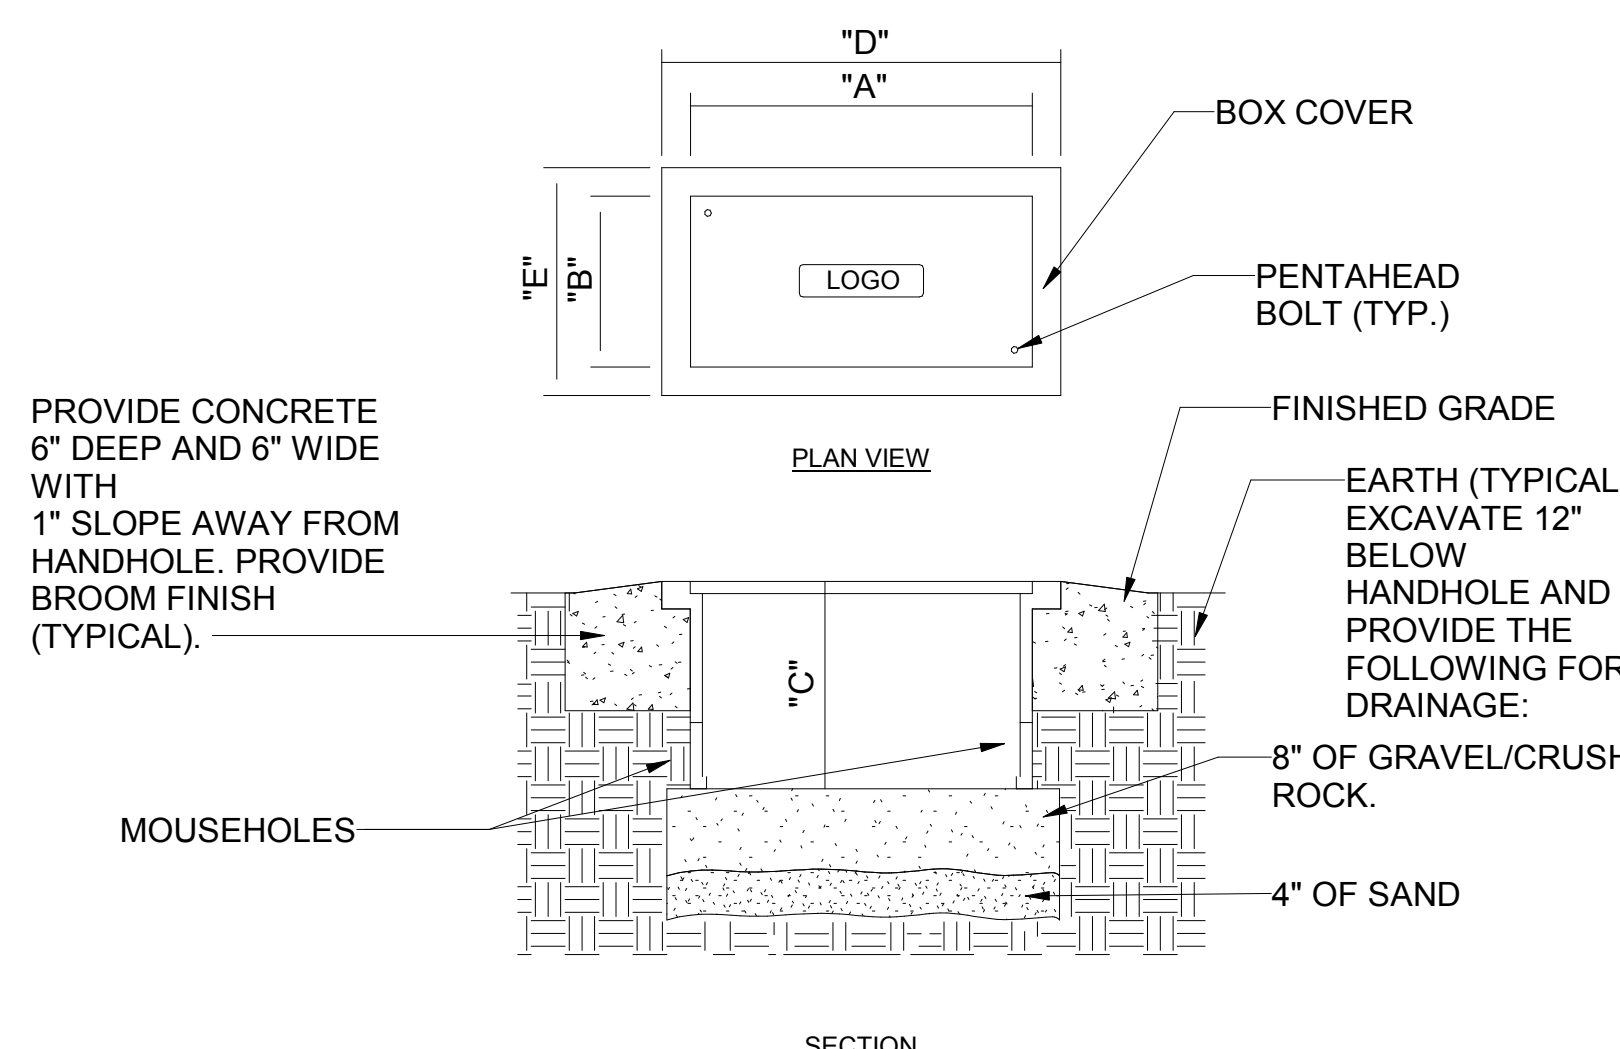 "D"
"A"
BOX COVER
"E"
"B"
LOGO
PENTAHEAD
BOLT (TYP.)
PLAN VIEW
PROVIDE CONCRETE
6" DEEP AND 6" WIDE
WITH
1" SLOPE AWAY FROM
HANDHOLE. PROVIDE
BROOM FINISH
(TYPICAL).
FINISHED GRADE
EARTH (TYPICAL
EXCAVATE 12"
BELOW
HANDHOLE AND
PROVIDE THE
FOLLOWING FOR
DRAINAGE:
"C"
8" OF GRAVEL/CRUSH
ROCK.
MOUSEHOLES
4" OF SAND
SECTION